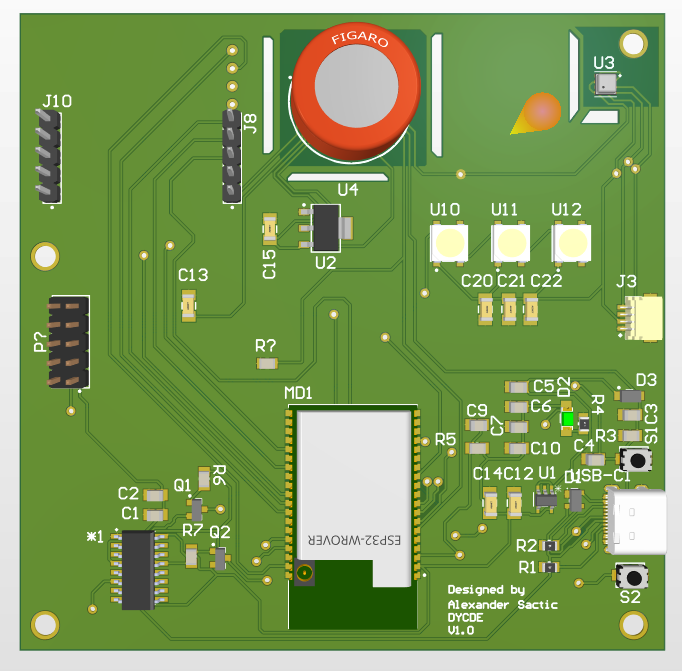 FIGARO
U3
J10
J8
U4
U10 U11 U12
C15
U2
C13
C20 C21 C22
J3
P?
R?
D3
MD1
C5
D2
C6
R4
C3
C9
C7
R5
R3
S1
C10
C4
USB-C1
C14 C12
U1
D1
R6
Q1
C2
C1
R7
Q2
*1
*
ESP32-WROVER
R2
R1
S2
Designed by
Alexander Sactic
DYCDE
V1.0